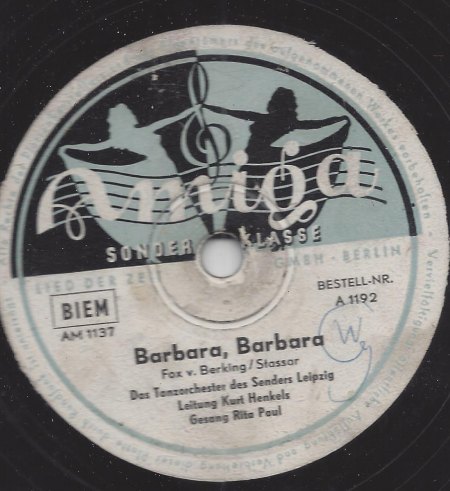 Amiga
SONDER KLASSE
LIED DER ZEIT GMBH · BERLIN
BIEM
AM 1137
BESTELL-NR.
A 1192
Barbara, Barbara
Fox v. Berking / Stassar
Das Tanzorchester des Senders Leipzig
Leitung Kurt Henkels
Gesang Rita Paul